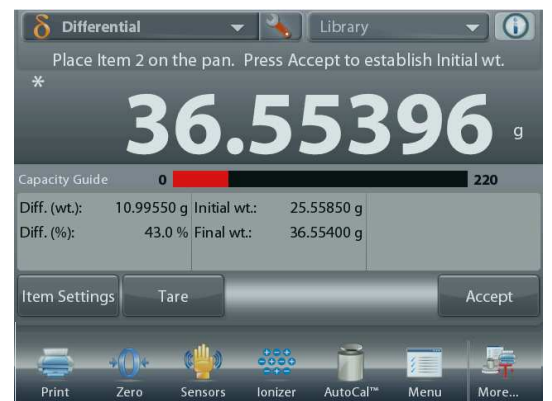 δ Differential Library
Place Item 2 on the pan. Press Accept to establish Initial wt.
*
36.55396 g
Capacity Guide 0 220
Diff. (wt.): 10.99550 g Initial wt.: 25.55850 g
Diff. (%): 43.0 % Final wt.: 36.55400 g
Item Settings Tare Accept
Print Zero Sensors Ionizer AutoCal™ Menu More...